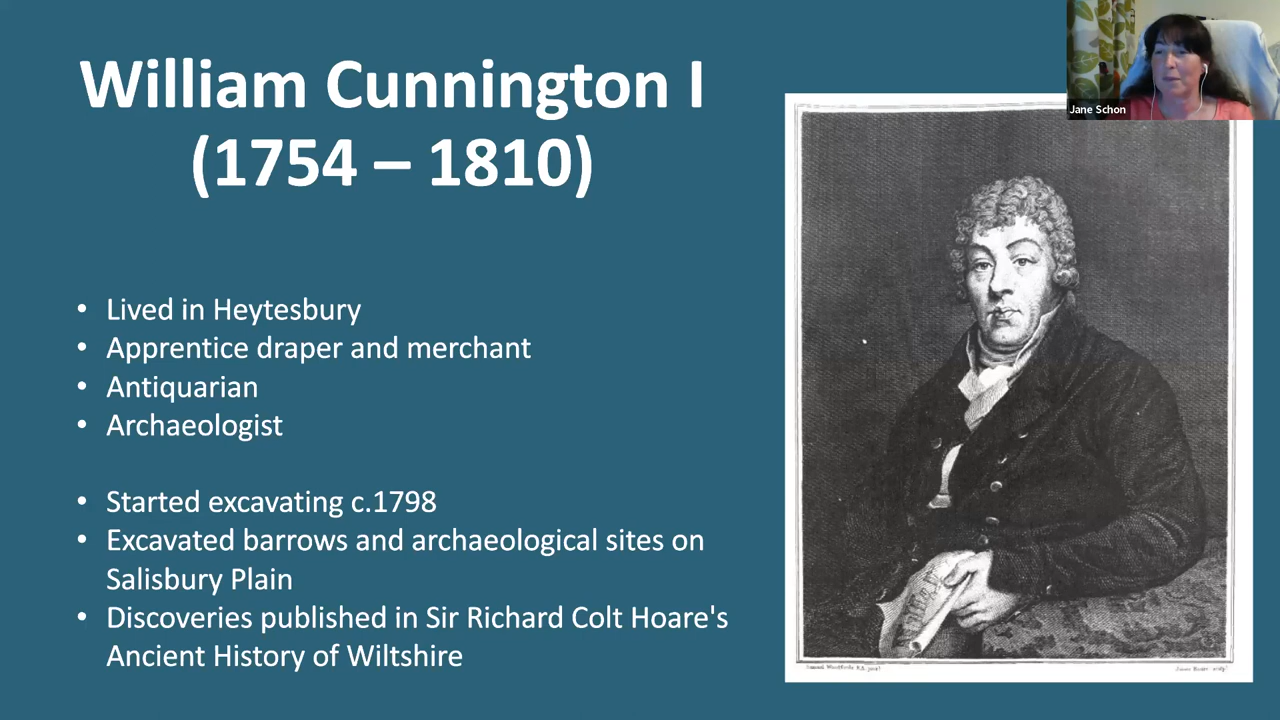 William Cunnington I
(1754 – 1810)
Jane Schon
• Lived in Heytesbury
• Apprentice draper and merchant
• Antiquarian
• Archaeologist
• Started excavating c.1798
• Excavated barrows and archaeological sites on
Salisbury Plain
• Discoveries published in Sir Richard Colt Hoare's
Ancient History of Wiltshire